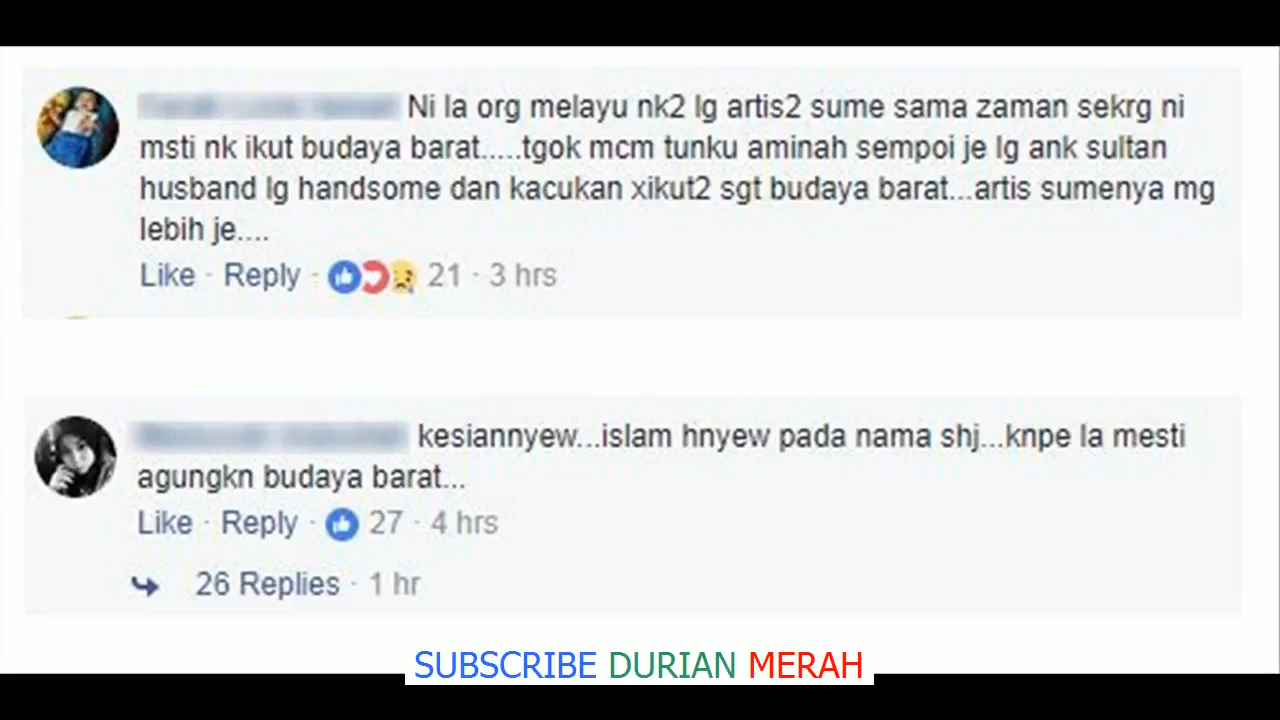 Ni la org melayu nk2 lg artis2 sume sama zaman sekrg ni
msti nk ikut budaya barat.....tgok mcm tunku aminah sempoi je lg ank sultan
husband lg handsome dan kacukan xikut2 sgt budaya barat...artis sumenya mg
lebih je....
Like · Reply · 21 · 3 hrs
kesiannyew...islam hnyew pada nama shj...knpe la mesti
agungkn budaya barat...
Like · Reply · 27 · 4 hrs
26 Replies · 1 hr
SUBSCRIBE DURIAN MERAH